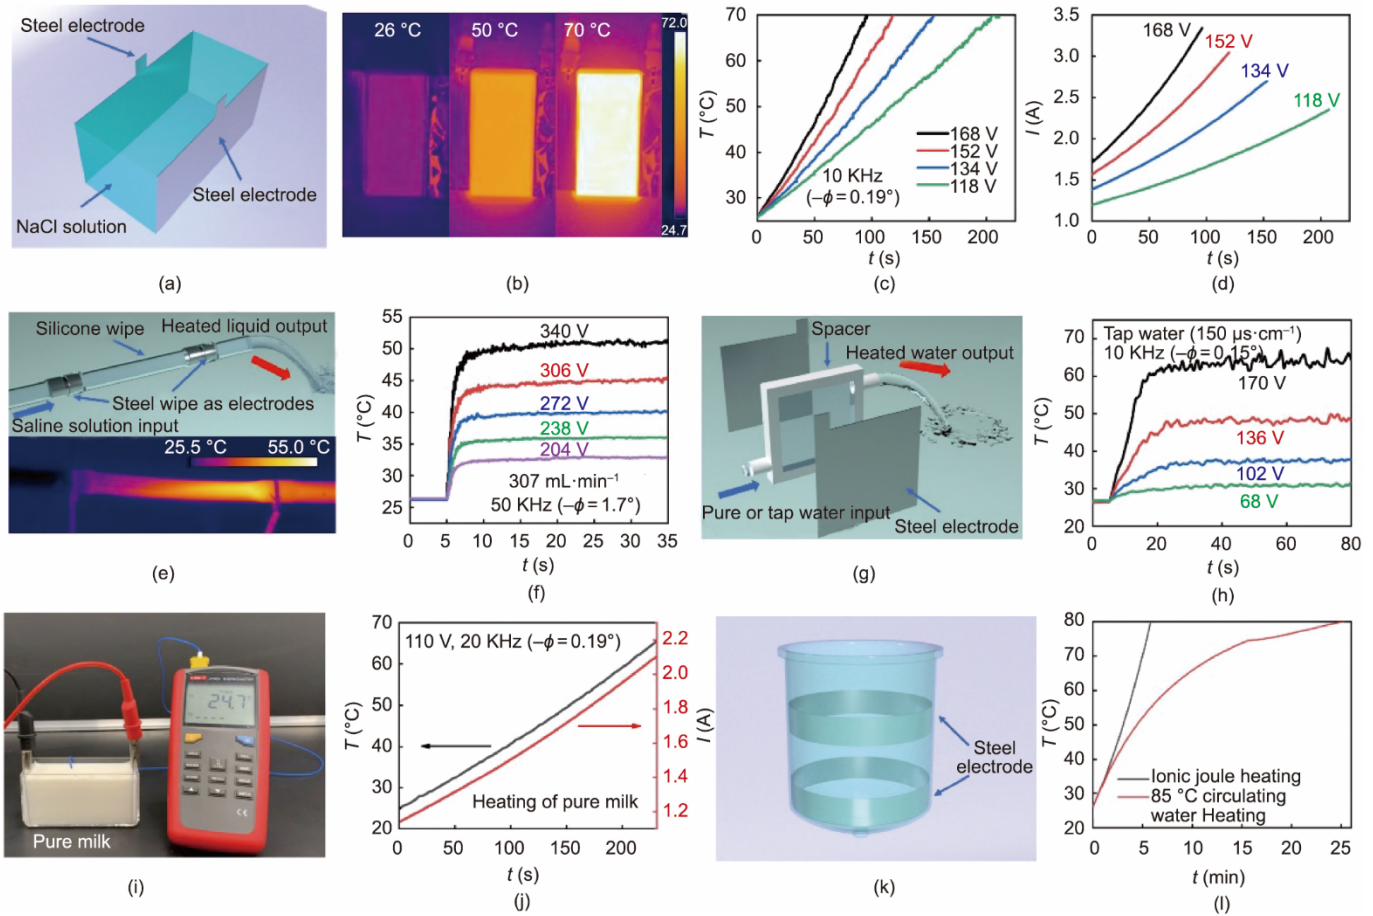 Steel electrode
Steel electrode
NaCl solution
(a)
26 °C
50 °C
70 °C
72.0
24.7
(b)
70
60
50
40
30
T (°C)
168 V
152 V
134 V
118 V
10 KHz
(–ϕ = 0.19°)
0 50 100 150 200
t (s)
(c)
3.5
3.0
2.5
2.0
1.5
1.0
I (A)
168 V
152 V
134 V
118 V
0 50 100 150 200
t (s)
(d)
Silicone wipe
Heated liquid output
Steel wipe as electrodes
Saline solution input
25.5 °C 55.0 °C
(e)
55
50
45
40
35
30
25
T (°C)
340 V
306 V
272 V
238 V
204 V
307 mL·min⁻¹
50 KHz (–ϕ = 1.7°)
0 5 10 15 20 25 30 35
t (s)
(f)
Spacer
Heated water output
Pure or tap water input
Steel electrode
(g)
70
60
50
40
30
20
T (°C)
Tap water (150 μs·cm⁻¹)
10 KHz (–ϕ = 0.15°)
170 V
136 V
102 V
68 V
0 20 40 60 80
t (s)
(h)
24.7
Pure milk
(i)
70
60
50
40
30
20
T (°C)
110 V, 20 KHz (–ϕ = 0.19°)
Heating of pure milk
2.2
2.0
1.8
1.6
1.4
1.2
I (A)
0 50 100 150 200
t (s)
(j)
Steel
electrode
(k)
80
70
60
50
40
30
20
T (°C)
Ionic joule heating
85 °C circulating
water Heating
0 5 10 15 20 25
t (min)
(l)